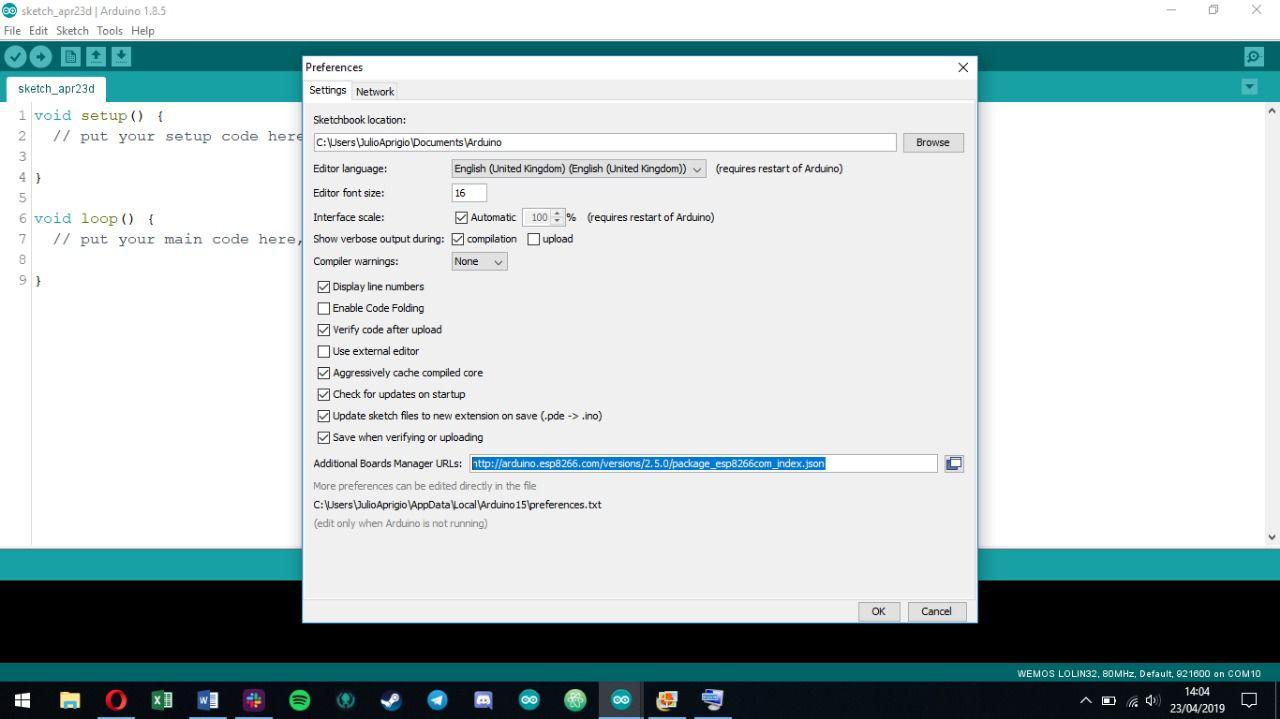 sketch_apr23d | Arduino 1.8.5
File Edit Sketch Tools Help
sketch_apr23d
1 void setup() {
2 // put your setup code here
3
4 }
5
6 void loop() {
7 // put your main code here,
8
9 }
Preferences
Settings Network
Sketchbook location:
C:\Users\JulioAprigio\Documents\Arduino Browse
Editor language: English (United Kingdom) (English (United Kingdom)) (requires restart of Arduino)
Editor font size: 16
Interface scale: Automatic 100 % (requires restart of Arduino)
Show verbose output during: compilation upload
Compiler warnings: None
Display line numbers
Enable Code Folding
Verify code after upload
Use external editor
Aggressively cache compiled core
Check for updates on startup
Update sketch files to new extension on save (.pde -> .ino)
Save when verifying or uploading
Additional Boards Manager URLs: http://arduino.esp8266.com/versions/2.5.0/package_esp8266com_index.json
More preferences can be edited directly in the file
C:\Users\JulioAprigio\AppData\Local\Arduino15\preferences.txt
(edit only when Arduino is not running)
OK Cancel
WEMOS LOLIN32, 80MHz, Default, 921600 on COM10
14:04
23/04/2019